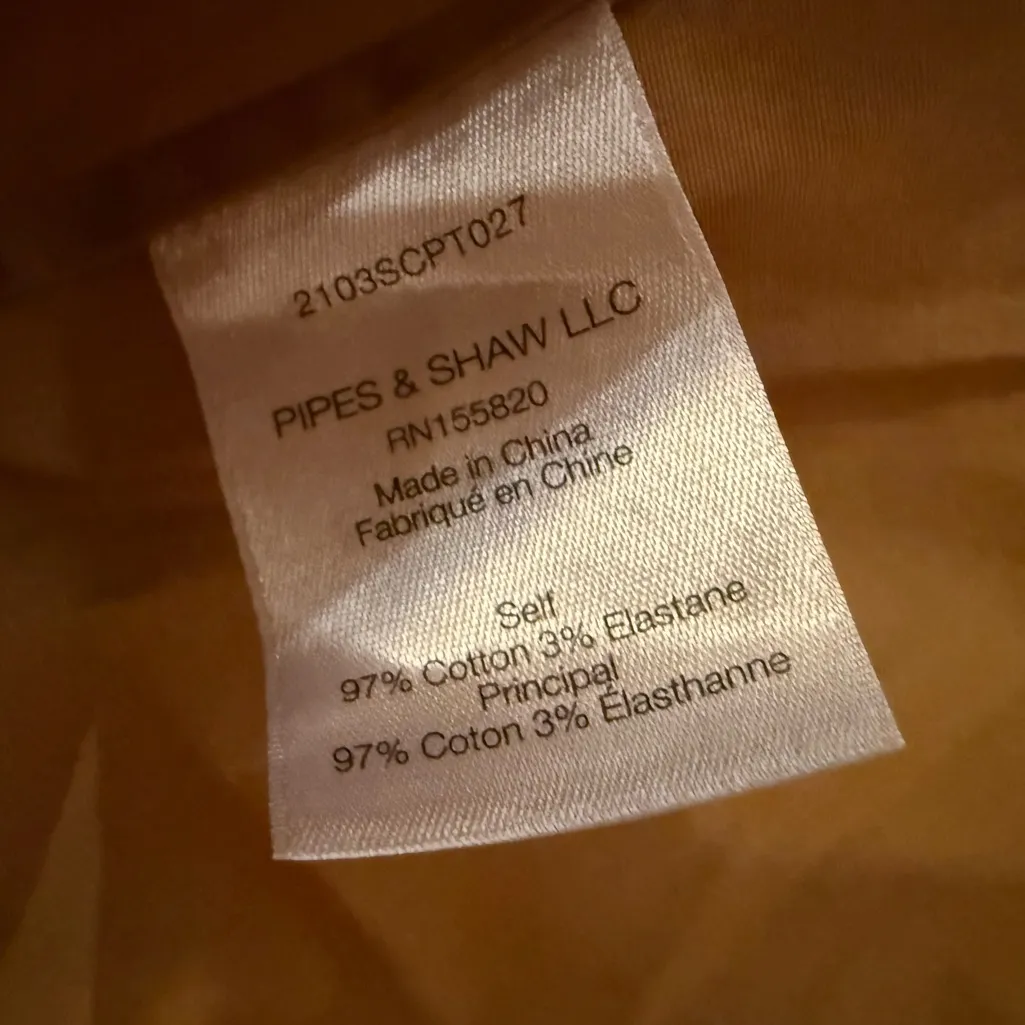 2103SCPT027
PIPES & SHAW LLC
RN155820
Made in China
Fabriqué en Chine
Self
97% Cotton 3% Elastane
Principal
97% Coton 3% Élasthanne